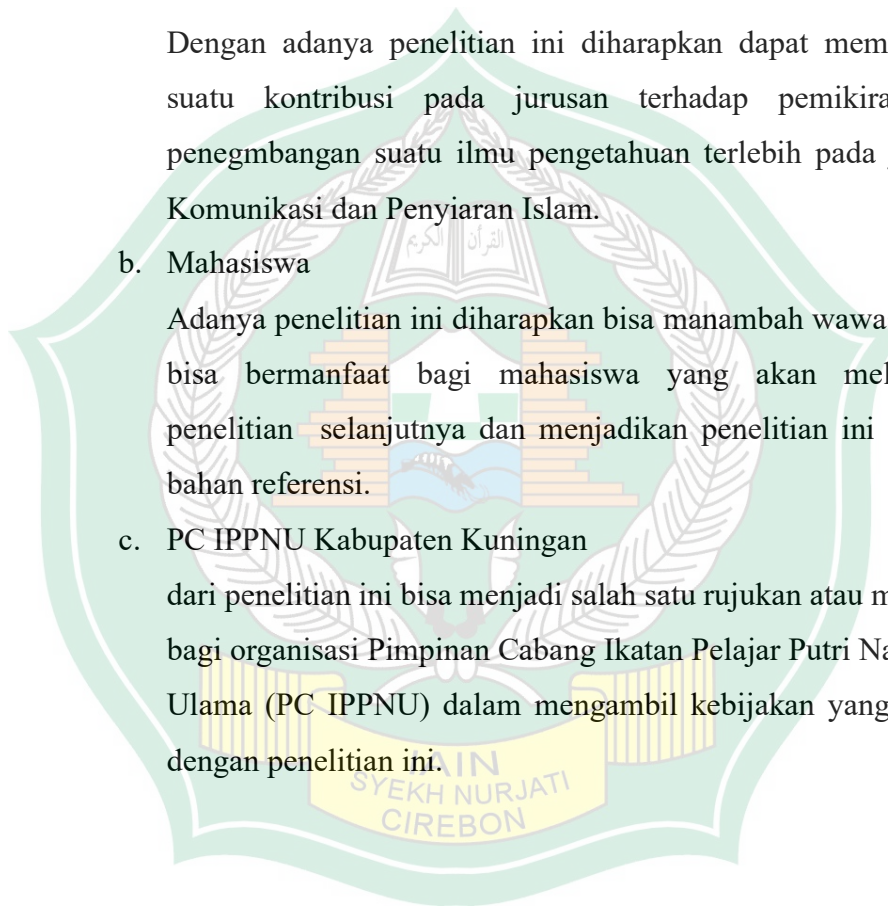 Dengan adanya penelitian ini diharapkan dapat mem
suatu kontribusi pada jurusan terhadap pemikira
penegmbangan suatu ilmu pengetahuan terlebih pada
Komunikasi dan Penyiaran Islam.
القرآن الكريم
b. Mahasiswa
Adanya penelitian ini diharapkan bisa manambah wawa
bisa bermanfaat bagi mahasiswa yang akan mel
penelitian selanjutnya dan menjadikan penelitian ini
bahan referensi.
c. PC IPPNU Kabupaten Kuningan
dari penelitian ini bisa menjadi salah satu rujukan atau m
bagi organisasi Pimpinan Cabang Ikatan Pelajar Putri Na
Ulama (PC IPPNU) dalam mengambil kebijakan yang
dengan penelitian ini.
IAIN
SYEKH NURJATI
CIREBON